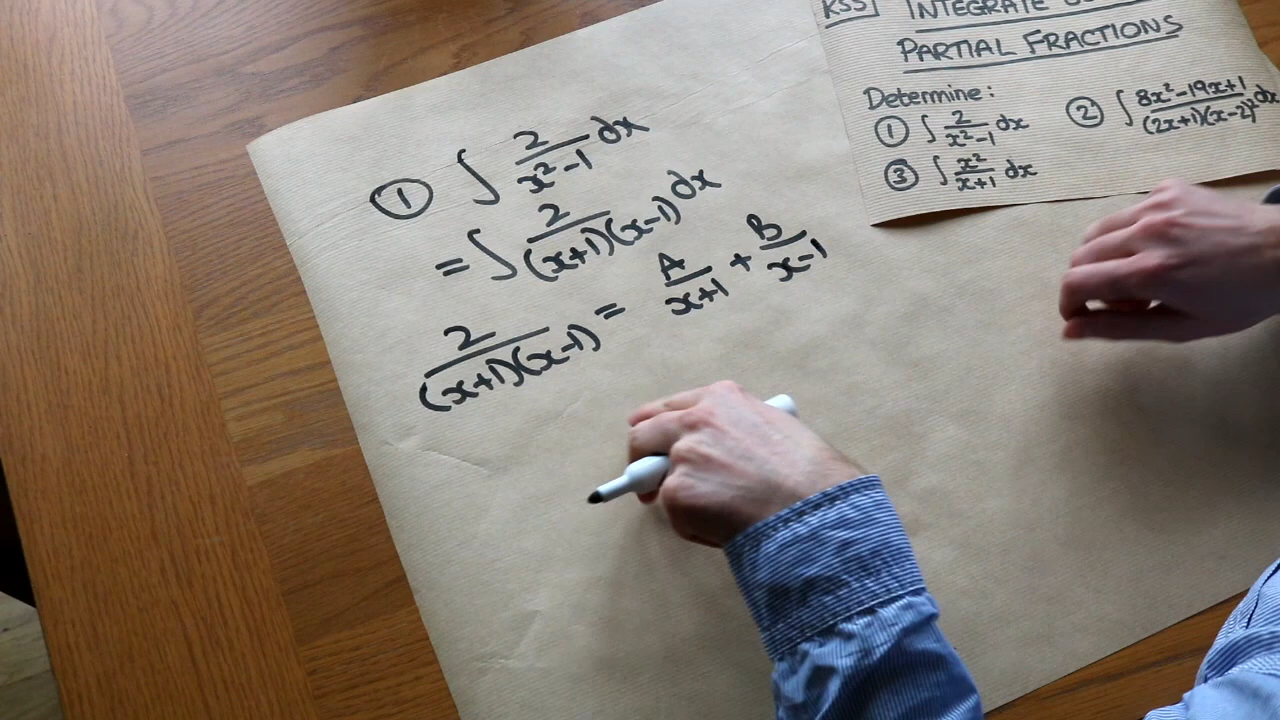 KSS INTEGRATE
PARTIAL FRACTIONS
Determine:
① ∫ 2/(x²-1) dx
② ∫ (8x²-19x+1)/((2x+1)(x-2)²) dx
③ ∫ x²/(x+1) dx
① ∫ 2/(x²-1) dx
= ∫ 2/((x+1)(x-1)) dx
2/((x+1)(x-1)) = A/(x+1) + B/(x-1)